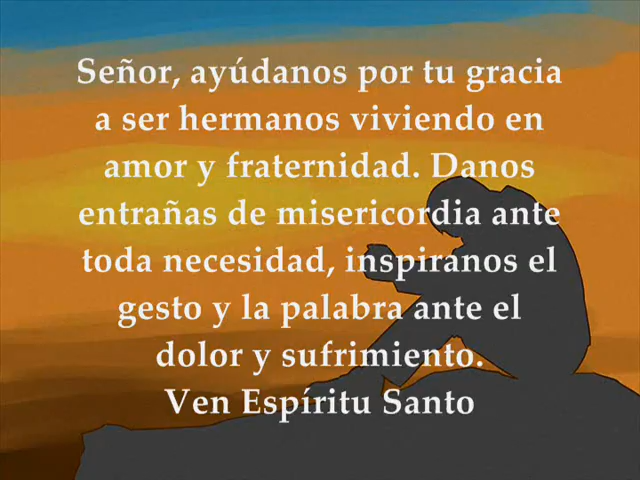 Señor, ayúdanos por tu gracia
a ser hermanos viviendo en
amor y fraternidad. Danos
entrañas de misericordia ante
toda necesidad, inspiranos el
gesto y la palabra ante el
dolor y sufrimiento.
Ven Espíritu Santo